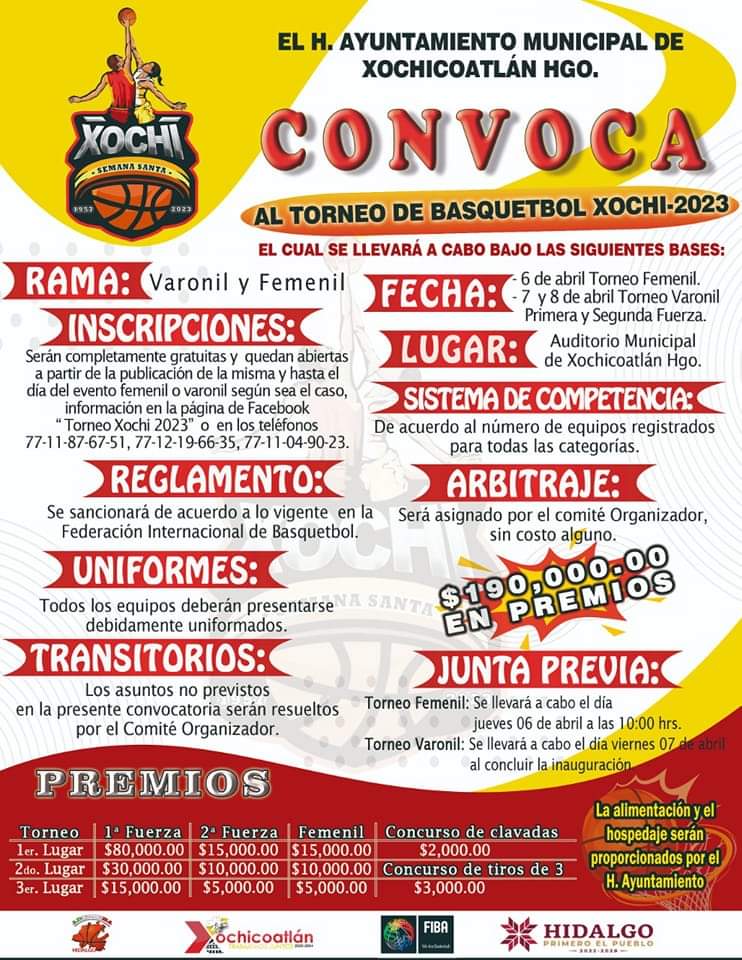 EL H. AYUNTAMIENTO MUNICIPAL DE
XOCHICOATLÁN HGO.
CONVOCA
AL TORNEO DE BASQUETBOL XOCHI-2023
XOCHI
SEMANA SANTA
1957 2023
EL CUAL SE LLEVARÁ A CABO BAJO LAS SIGUIENTES BASES:
RAMA: Varonil y Femenil
INSCRIPCIONES:
Serán completamente gratuitas y quedan abiertas
a partir de la publicación de la misma y hasta el
día del evento femenil o varonil según sea el caso,
información en la página de Facebook
“Torneo Xochi 2023” o en los teléfonos
77-11-87-67-51, 77-12-19-66-35, 77-11-04-90-23.
REGLAMENTO:
Se sancionará de acuerdo a lo vigente en la
Federación Internacional de Basquetbol.
UNIFORMES:
Todos los equipos deberán presentarse
debidamente uniformados.
TRANSITORIOS:
Los asuntos no previstos
en la presente convocatoria serán resueltos
por el Comité Organizador.
FECHA: - 6 de abril Torneo Femenil.
- 7 y 8 de abril Torneo Varonil
Primera y Segunda Fuerza.
LUGAR: Auditorio Municipal
de Xochicoatlán Hgo.
SISTEMA DE COMPETENCIA:
De acuerdo al número de equipos registrados
para todas las categorías.
ARBITRAJE:
Será asignado por el comité Organizador,
sin costo alguno.
$190,000.00
EN PREMIOS
JUNTA PREVIA:
Torneo Femenil: Se llevará a cabo el día
jueves 06 de abril a las 10:00 hrs.
Torneo Varonil: Se llevará a cabo el día viernes 07 de abril
al concluir la inauguración
XOCHI
SEMANA SANTA
PREMIOS
Torneo 1ª Fuerza 2ª Fuerza Femenil Concurso de clavadas
1er. Lugar $80,000.00 $15,000.00 $15,000.00 $2,000.00
2do. Lugar $30,000.00 $10,000.00 $10,000.00 Concurso de tiros de 3
3er. Lugar $15,000.00 $5,000.00 $5,000.00 $3,000.00
La alimentación y el
hospedaje serán
proporcionados por el
H. Ayuntamiento
HIDALGO
Xochicoatlán
FIBA
We Are Basketball
HIDALGO
PRIMERO EL PUEBLO
2022-2028